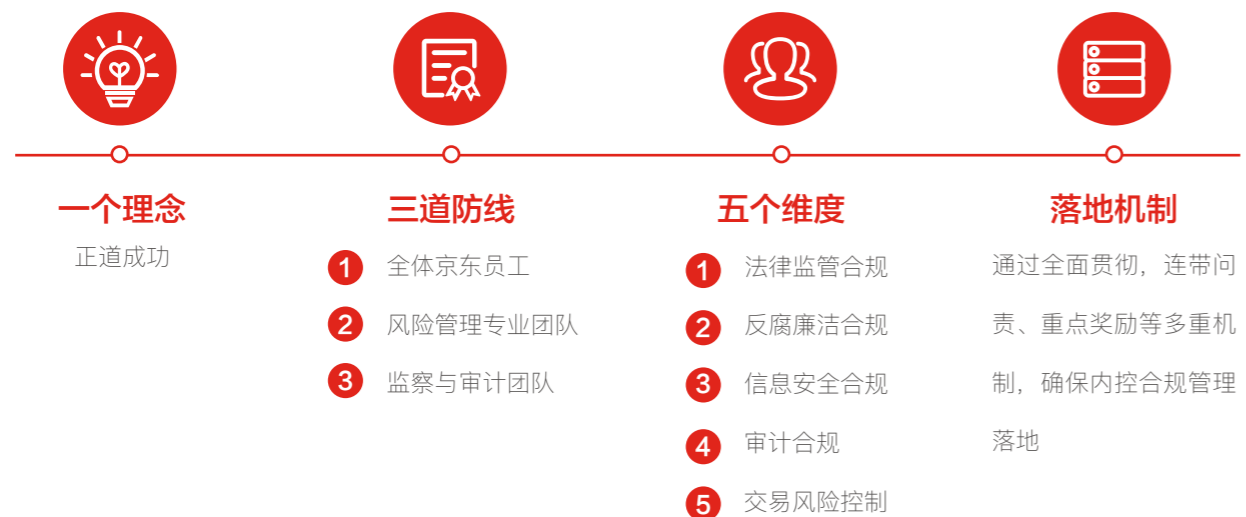 一个理念
正道成功
三道防线
1 全体京东员工
2 风险管理专业团队
3 监察与审计团队
五个维度
1 法律监管合规
2 反腐廉洁合规
3 信息安全合规
4 审计合规
5 交易风险控制
落地机制
通过全面贯彻，连带问
责、重点奖励等多重机
制，确保内控合规管理
落地